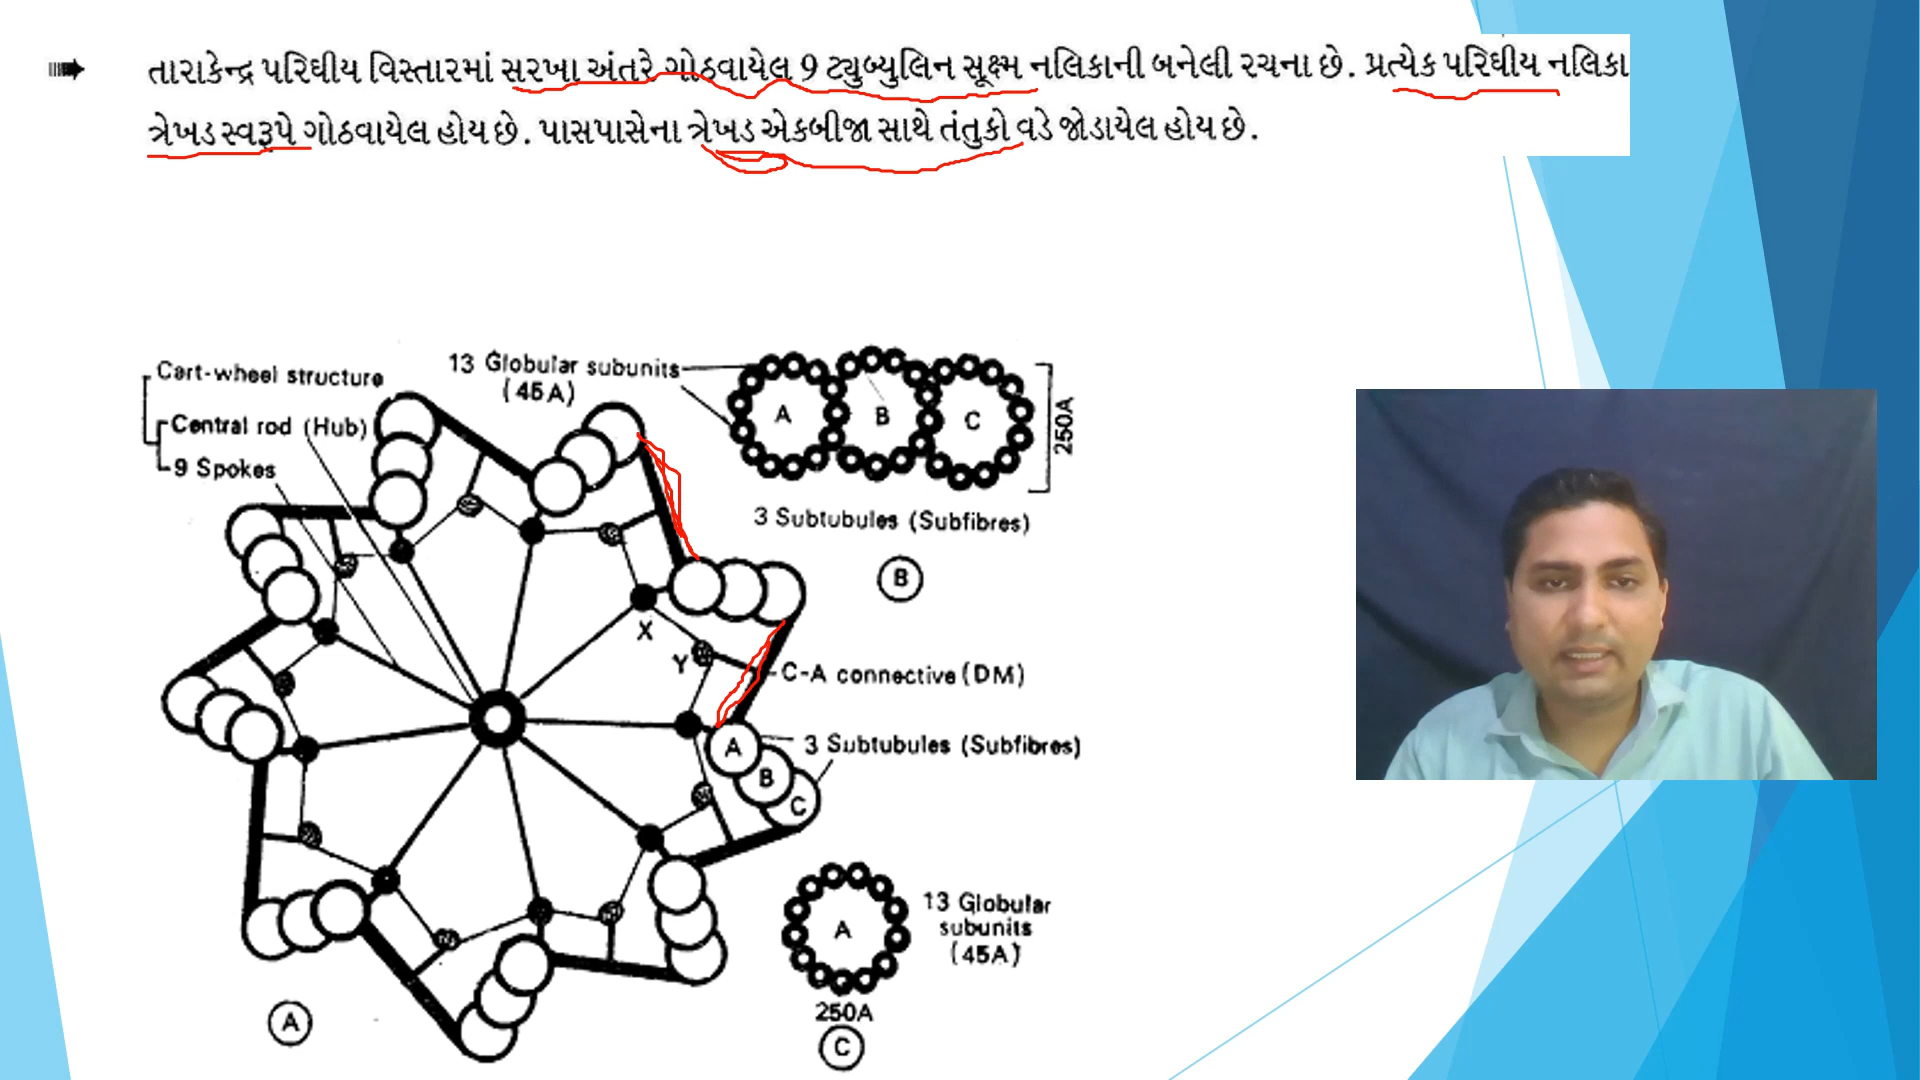 તારાકેન્દ્ર પરિઘીય વિસ્તારમાં સરખા અંતરે ગોઠવાયેલ 9 ટ્યુબ્યુલિન સૂક્ષ્મ નલિકાની બનેલી રચના છે. પ્રત્યેક પરિઘીય નલિકા
ત્રેખડ સ્વરૂપે ગોઠવાયેલ હોય છે. પાસપાસેના ત્રેખડ એકબીજા સાથે તંતુકો વડે જોડાયેલ હોય છે.
Cart-wheel structure
Central rod (Hub)
9 Spokes
13 Globular subunits
(45A)
A
B
C
250A
3 Subtubules (Subfibres)
B
X
Y
C-A connective (DM)
A
B
C
3 Subtubules (Subfibres)
A
13 Globular
subunits
(45A)
250A
C
A